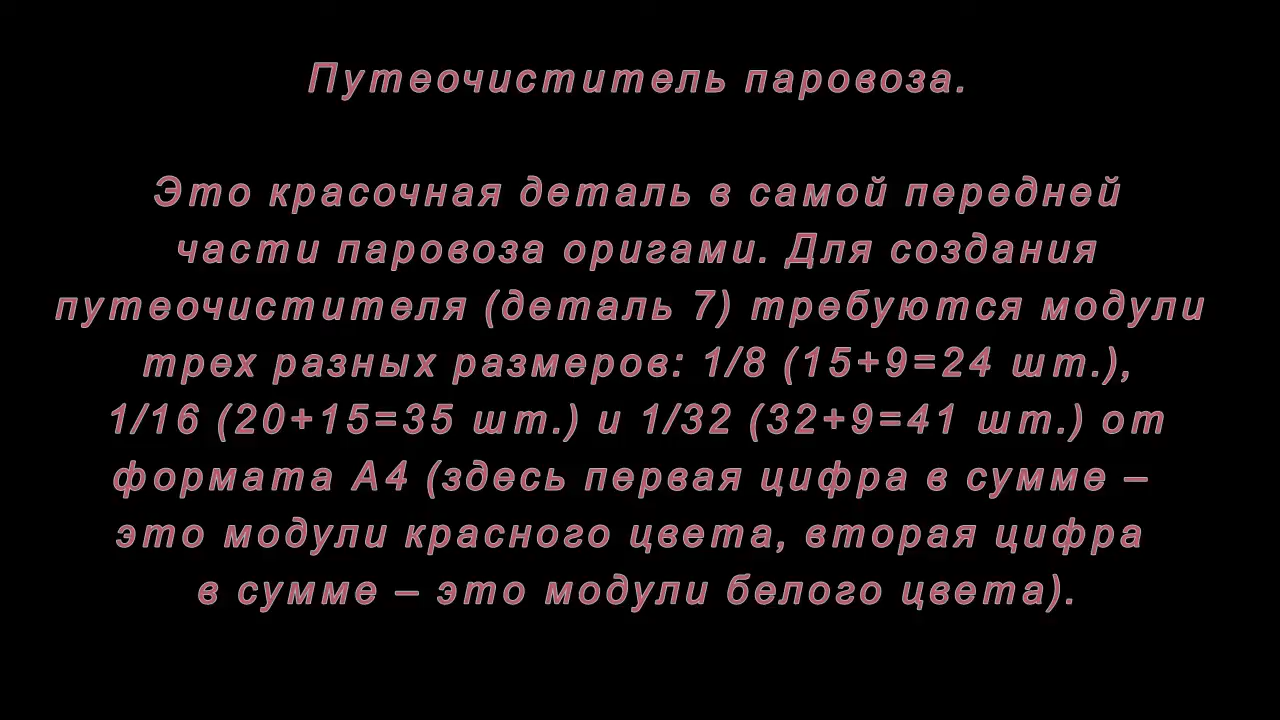 Путеочиститель паровоза.
Это красочная деталь в самой передней
части паровоза оригами. Для создания
путеочистителя (деталь 7) требуются модули
трех разных размеров: 1/8 (15+9=24 шт.),
1/16 (20+15=35 шт.) и 1/32 (32+9=41 шт.) от
формата А4 (здесь первая цифра в сумме –
это модули красного цвета, вторая цифра
в сумме – это модули белого цвета).